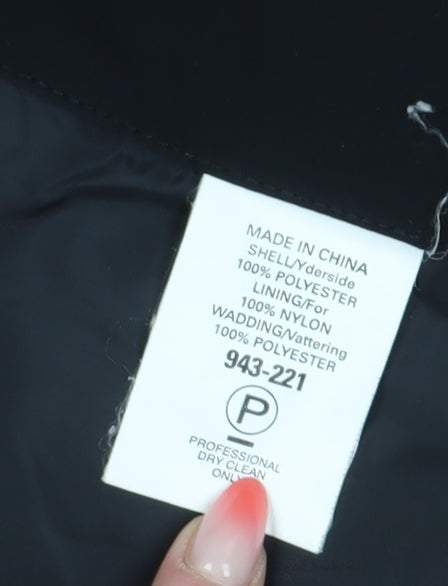 MADE IN CHINA
SHELL/Yderside
100% POLYESTER
LINING/For
100% NYLON
WADDING/Vattering
100% POLYESTER
943-221
P
PROFESSIONAL
DRY CLEAN
ONLY